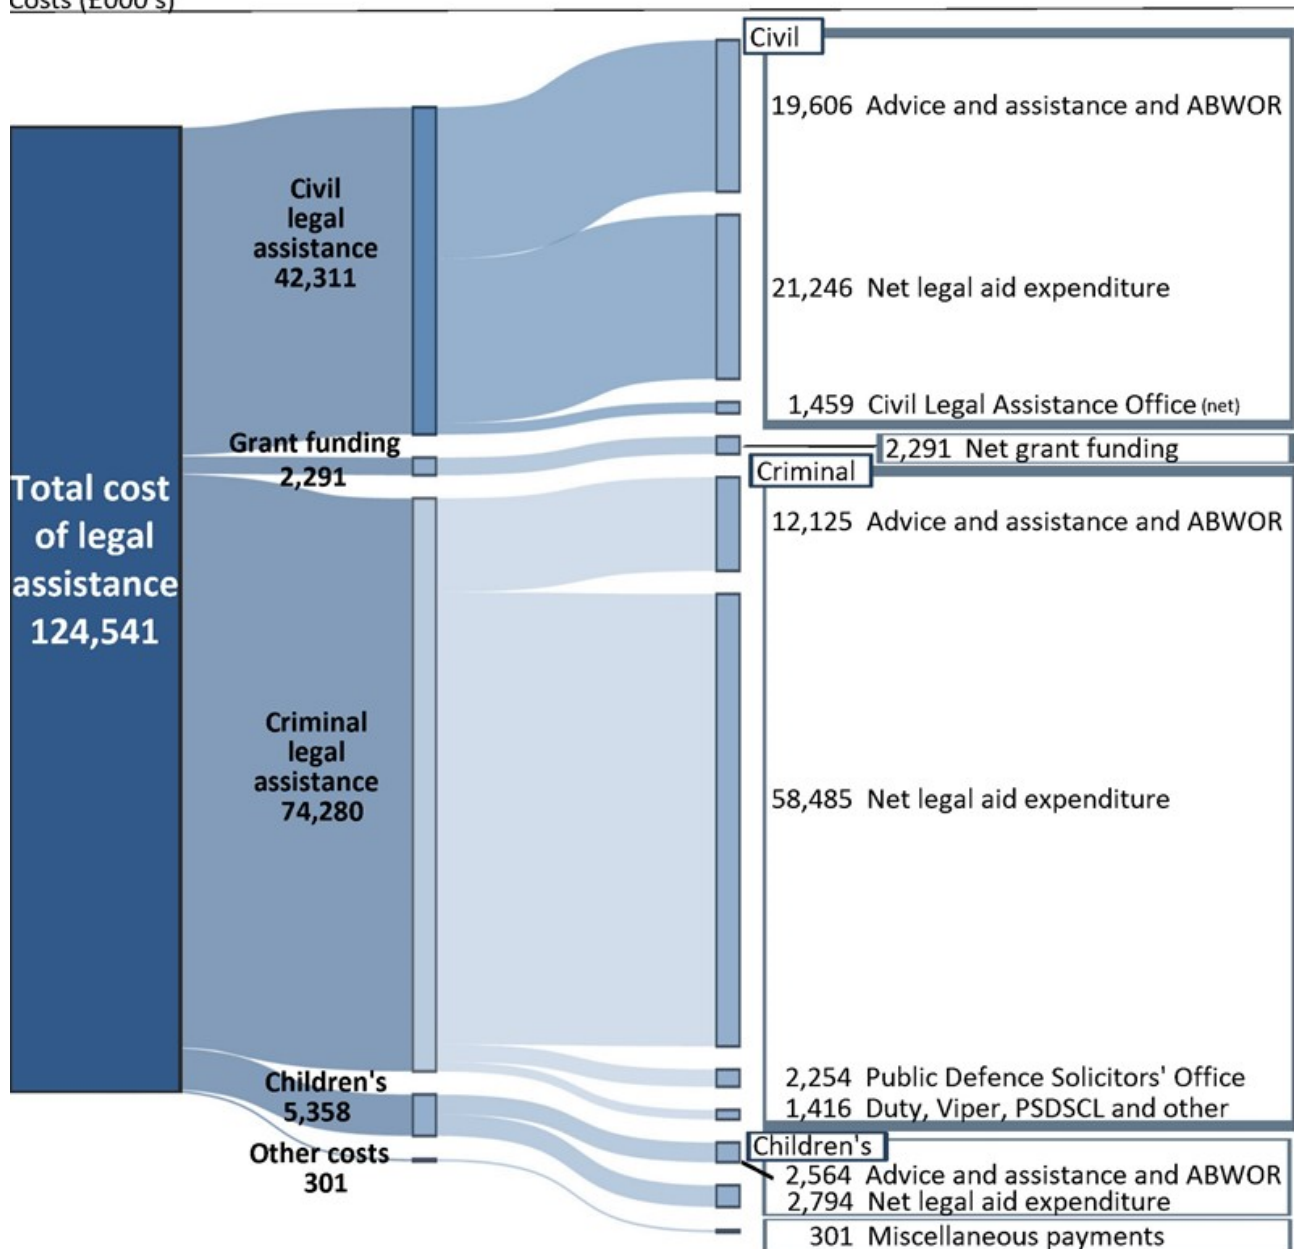 Costs (£000's)
Civil
19,606 Advice and assistance and ABWOR
Civil
legal
assistance
42,311
21,246 Net legal aid expenditure
1,459 Civil Legal Assistance Office (net)
Grant funding
2,291
2,291 Net grant funding
Criminal
Total cost
of legal
assistance
124,541
12,125 Advice and assistance and ABWOR
Criminal
legal
assistance
74,280
58,485 Net legal aid expenditure
2,254 Public Defence Solicitors' Office
1,416 Duty, Viper, PSDSCL and other
Children's
5,358
Children's
2,564 Advice and assistance and ABWOR
2,794 Net legal aid expenditure
Other costs
301
301 Miscellaneous payments